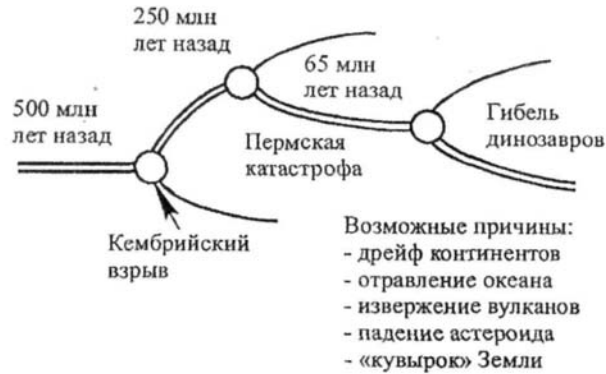 250 млн
лет назад
65 млн
лет назад
500 млн
лет назад
Гибель
динозавров
Пермская
катастрофа
Кембрийский
взрыв
Возможные причины:
- дрейф континентов
- отравление океана
- извержение вулканов
- падение астероида
- «кувырок» Земли